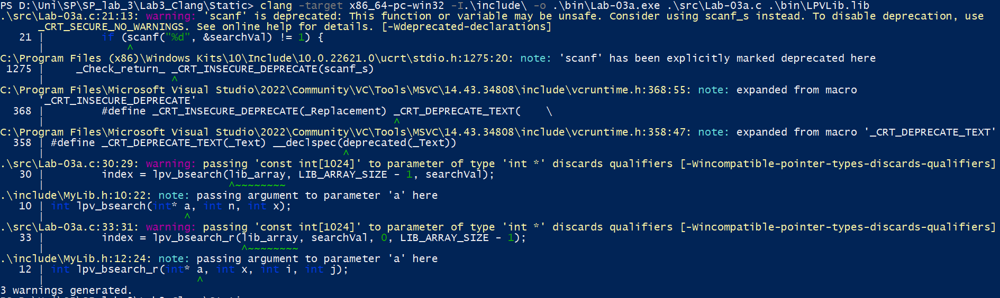 PS D:\Uni\SP\SP_lab_3\Lab3_Clang\Static> clang -target x86_64-pc-win32 -I.\include\ -o .\bin\Lab-03a.exe .\src\Lab-03a.c .\bin\LPVLib.lib
.\src\Lab-03a.c:21:13: warning: 'scanf' is deprecated: This function or variable may be unsafe. Consider using scanf_s instead. To disable deprecation, use
      _CRT_SECURE_NO_WARNINGS. See online help for details. [-Wdeprecated-declarations]
   21 |         if (scanf("%d", &searchVal) != 1) {
      |             ^
C:\Program Files (x86)\Windows Kits\10\Include\10.0.22621.0\ucrt\stdio.h:1275:20: note: 'scanf' has been explicitly marked deprecated here
 1275 |     _Check_return_ _CRT_INSECURE_DEPRECATE(scanf_s)
      |                    ^
C:\Program Files\Microsoft Visual Studio\2022\Community\VC\Tools\MSVC\14.43.34808\include\vcruntime.h:368:55: note: expanded from macro
      '_CRT_INSECURE_DEPRECATE'
  368 |         #define _CRT_INSECURE_DEPRECATE(_Replacement) _CRT_DEPRECATE_TEXT(    \
      |                                                       ^
C:\Program Files\Microsoft Visual Studio\2022\Community\VC\Tools\MSVC\14.43.34808\include\vcruntime.h:358:47: note: expanded from macro '_CRT_DEPRECATE_TEXT'
  358 | #define _CRT_DEPRECATE_TEXT(_Text) __declspec(deprecated(_Text))
      |                                               ^
.\src\Lab-03a.c:30:29: warning: passing 'const int[1024]' to parameter of type 'int *' discards qualifiers [-Wincompatible-pointer-types-discards-qualifiers]
   30 |         index = lpv_bsearch(lib_array, LIB_ARRAY_SIZE - 1, searchVal);
      |                             ^~~~~~~~~
.\include\MyLib.h:10:22: note: passing argument to parameter 'a' here
   10 | int lpv_bsearch(int* a, int n, int x);
      |                      ^
.\src\Lab-03a.c:33:31: warning: passing 'const int[1024]' to parameter of type 'int *' discards qualifiers [-Wincompatible-pointer-types-discards-qualifiers]
   33 |         index = lpv_bsearch_r(lib_array, searchVal, 0, LIB_ARRAY_SIZE - 1);
      |                               ^~~~~~~~~
.\include\MyLib.h:12:24: note: passing argument to parameter 'a' here
   12 | int lpv_bsearch_r(int* a, int x, int i, int j);
      |                        ^
3 warnings generated.